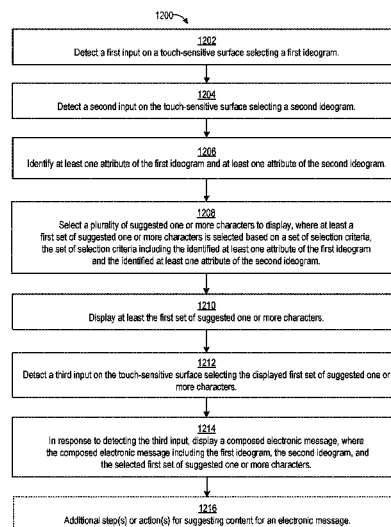 1200
1202
Detect a first input on a touch-sensitive surface selecting a first ideogram.
1204
Detect a second input on the touch-sensitive surface selecting a second ideogram.
1206
Identify at least one attribute of the first ideogram and at least one attribute of the second ideogram.
1208
Select a plurality of suggested one or more characters to display, where at least a
first set of suggested one or more characters is selected based on a set of selection criteria,
the set of selection criteria including the identified at least one attribute of the first ideogram
and the identified at least one attribute of the second ideogram.
1210
Display at least the first set of suggested one or more characters.
1212
Detect a third input on the touch-sensitive surface selecting the displayed first set of suggested one or
more characters.
1214
In response to detecting the third input, display a composed electronic message, where
the composed electronic message including the first ideogram, the second ideogram, and
the selected first set of suggested one or more characters.
1216
Additional step(s) or action(s) for suggesting content for an electronic message.